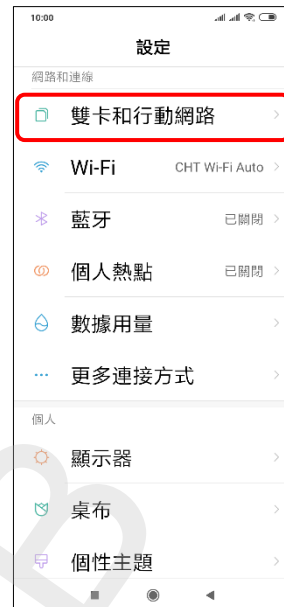 10:00
設定
網路和連線
雙卡和行動網路
Wi-Fi CHT Wi-Fi Auto
藍牙 已關閉
個人熱點 已關閉
數據用量
更多連接方式
個人
顯示器
桌布
個性主題